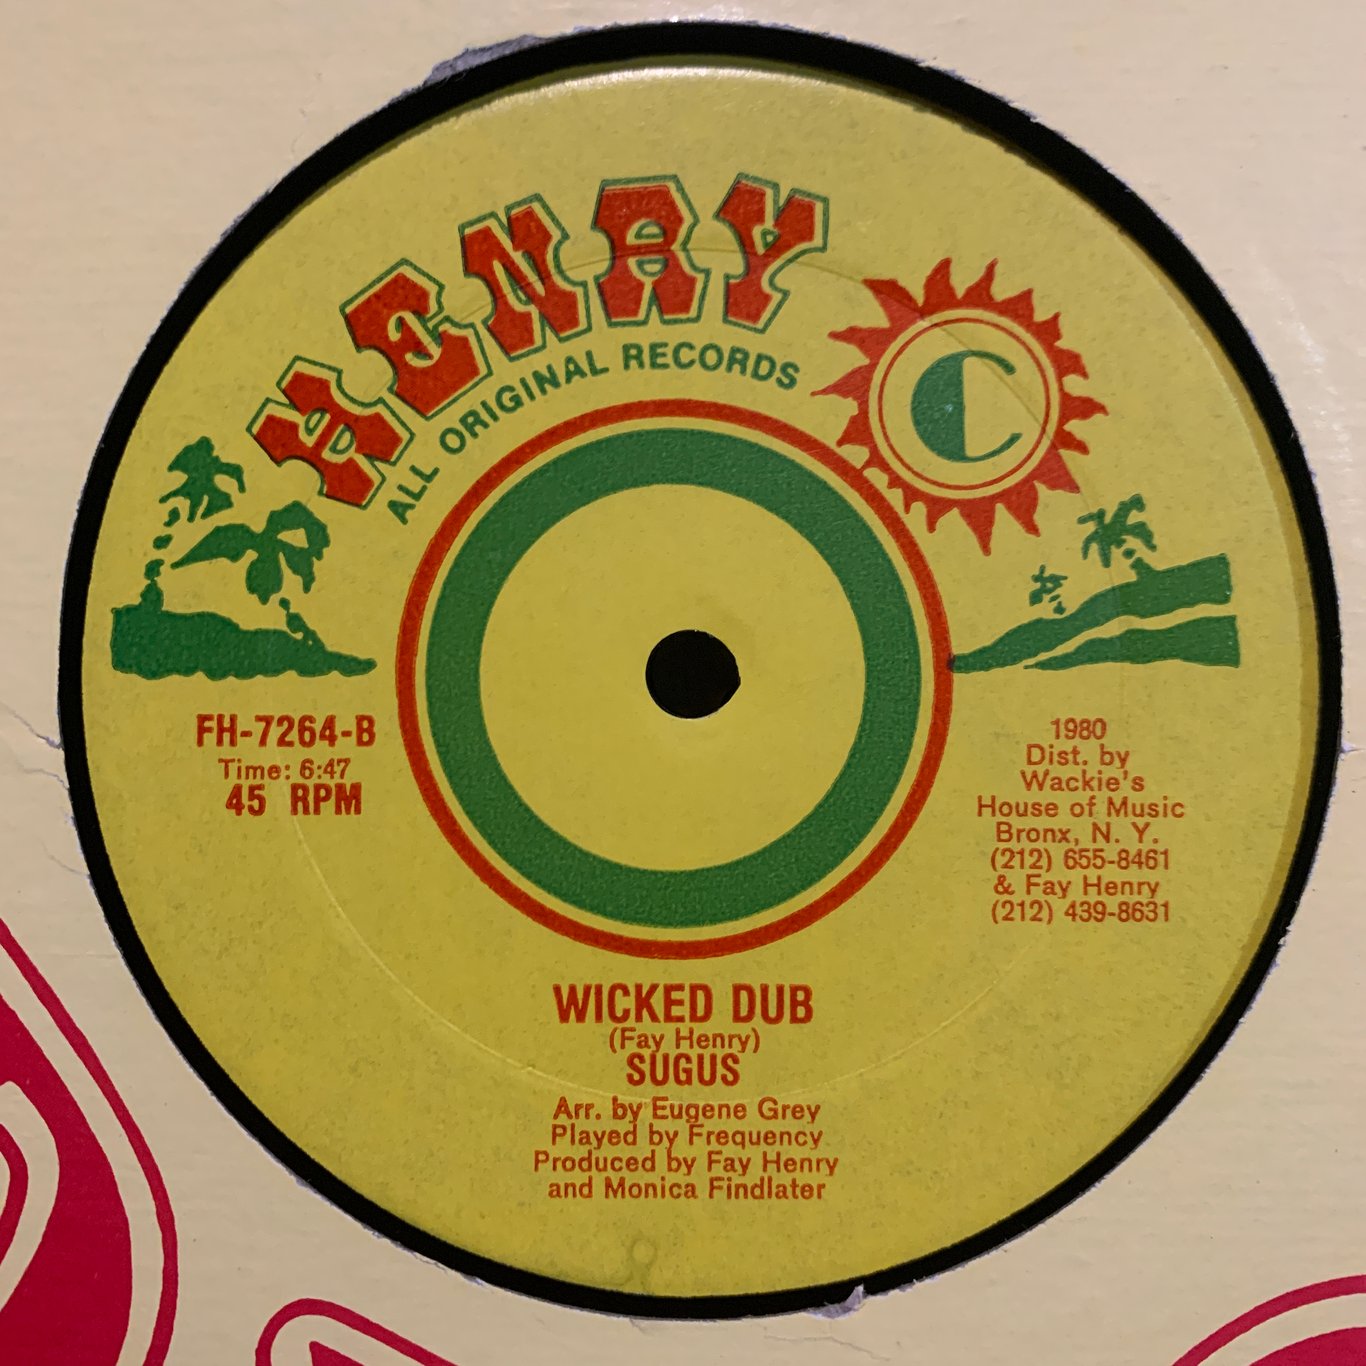 HENRY
ALL ORIGINAL RECORDS
C
FH-7264-B
Time: 6:47
45 RPM
1980
Dist. by
Wackie's
House of Music
Bronx, N. Y.
(212) 655-8461
& Fay Henry
(212) 439-8631
WICKED DUB
(Fay Henry)
SUGUS
Arr. by Eugene Grey
Played by Frequency
Produced by Fay Henry
and Monica Findlater